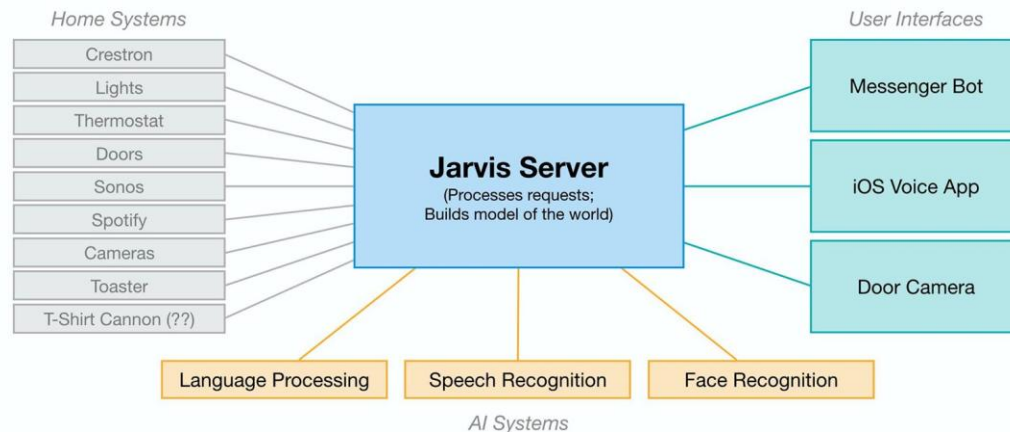 Home Systems
Crestron
Lights
Thermostat
Doors
Sonos
Spotify
Cameras
Toaster
T-Shirt Cannon (??)
Jarvis Server
(Processes requests;
Builds model of the world)
User Interfaces
Messenger Bot
iOS Voice App
Door Camera
Language Processing
Speech Recognition
Face Recognition
AI Systems